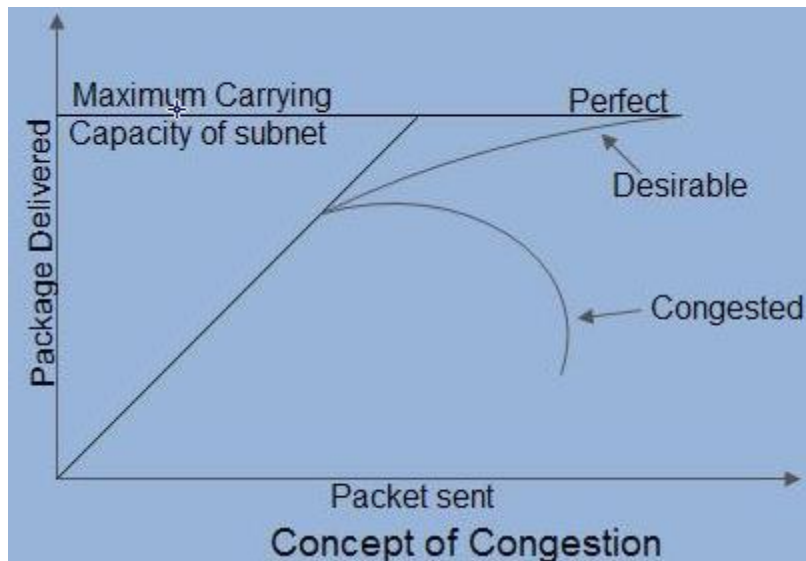 Maximum Carrying
Capacity of subnet
Perfect
Desirable
Congested
Package Delivered
Packet sent
Concept of Congestion